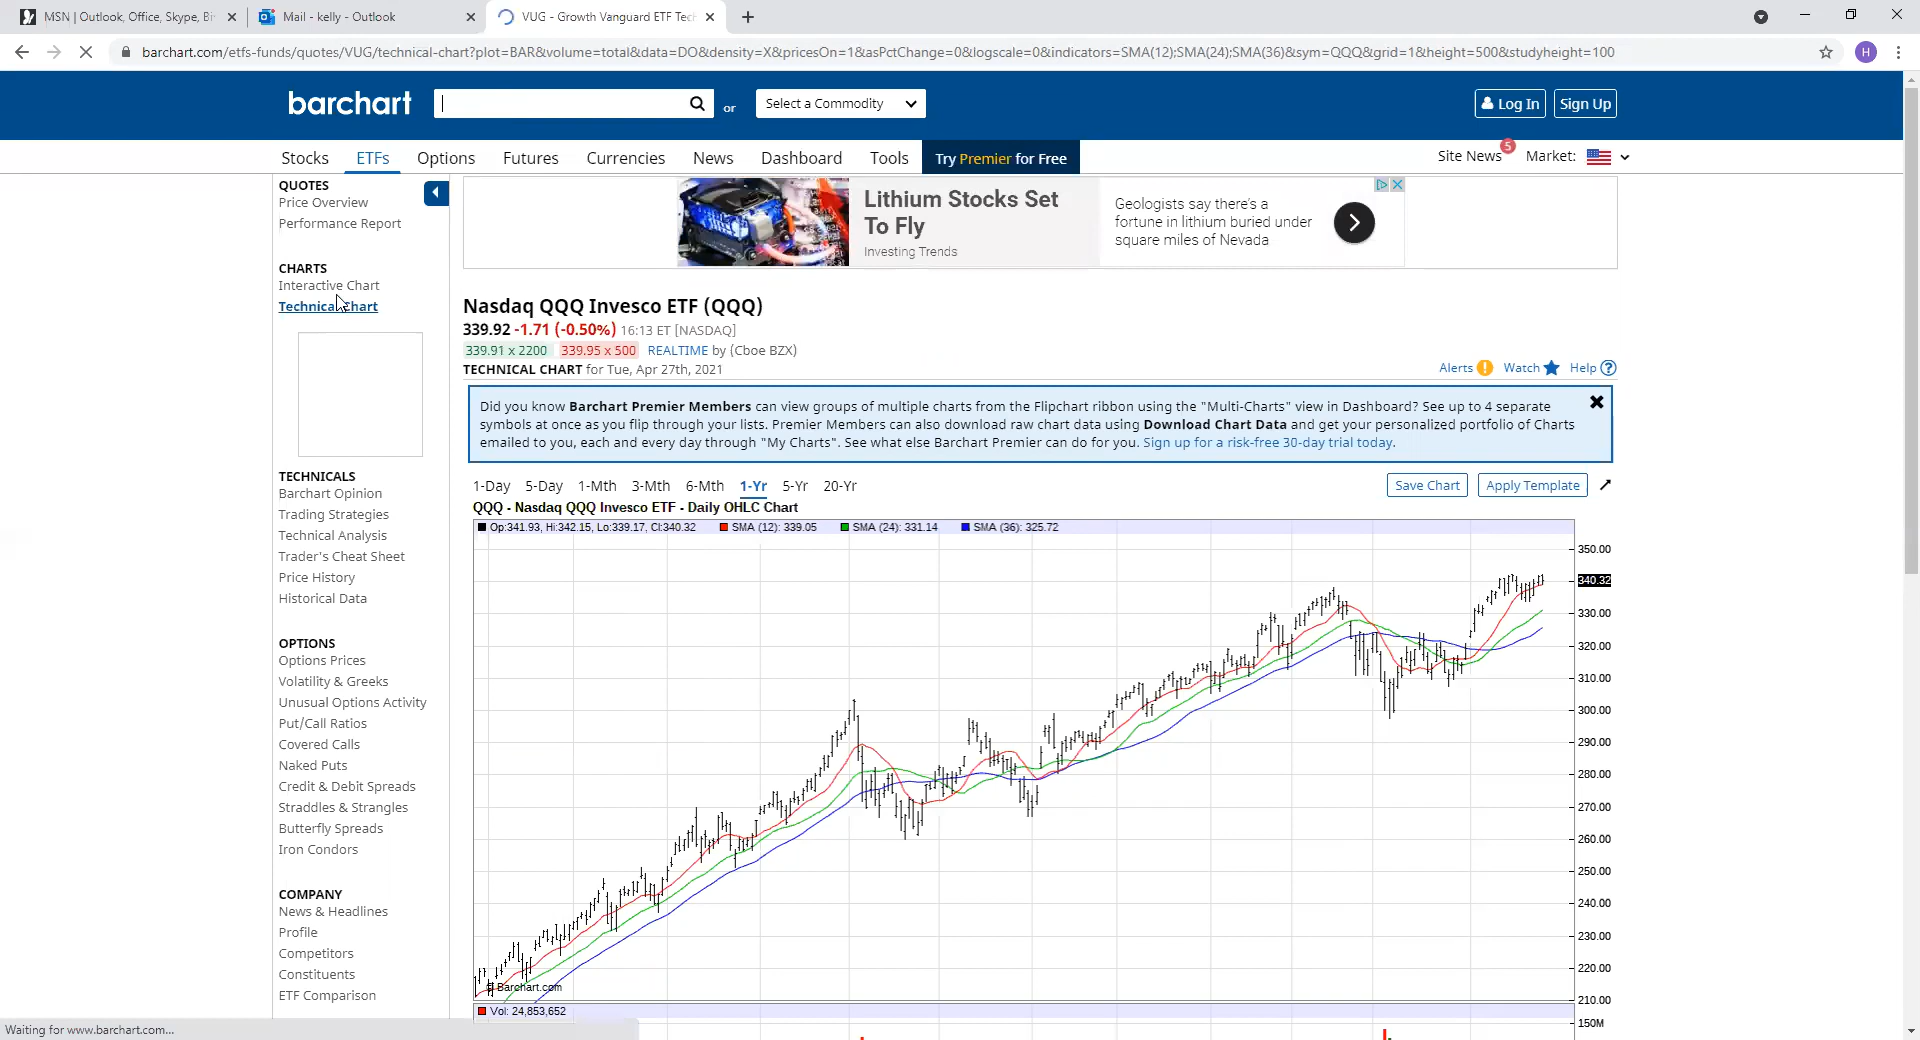 MSN | Outlook, Office, Skype, Bi
Mail - kelly - Outlook
VUG - Growth Vanguard ETF Tec
barchart.com/etfs-funds/quotes/VUG/technical-chart?plot=BAR&volume=total&data=DO&density=X&pricesOn=1&asPctChange=0&logscale=0&indicators=SMA(12);SMA(24);SMA(36)&sym=QQQ&grid=1&height=500&studyheight=100
H
barchart
or
Select a Commodity
Log In
Sign Up
Stocks
ETFs
Options
Futures
Currencies
News
Dashboard
Tools
Try Premier for Free
Site News
5
Market:
QUOTES
Price Overview
Performance Report
CHARTS
Interactive Chart
Technical Chart
TECHNICALS
Barchart Opinion
Trading Strategies
Technical Analysis
Trader's Cheat Sheet
Price History
Historical Data
OPTIONS
Options Prices
Volatility & Greeks
Unusual Options Activity
Put/Call Ratios
Covered Calls
Naked Puts
Credit & Debit Spreads
Straddles & Strangles
Butterfly Spreads
Iron Condors
COMPANY
News & Headlines
Profile
Competitors
Constituents
ETF Comparison
Lithium Stocks Set
To Fly
Investing Trends
Geologists say there's a
fortune in lithium buried under
square miles of Nevada
Nasdaq QQQ Invesco ETF (QQQ)
339.92 -1.71 (-0.50%) 16:13 ET [NASDAQ]
339.91 x 2200 339.95 x 500 REALTIME by (Cboe BZX)
TECHNICAL CHART for Tue, Apr 27th, 2021
Alerts
Watch
Help
Did you know Barchart Premier Members can view groups of multiple charts from the Flipchart ribbon using the "Multi-Charts" view in Dashboard? See up to 4 separate
symbols at once as you flip through your lists. Premier Members can also download raw chart data using Download Chart Data and get your personalized portfolio of Charts
emailed to you, each and every day through "My Charts". See what else Barchart Premier can do for you. Sign up for a risk-free 30-day trial today.
1-Day 5-Day 1-Mth 3-Mth 6-Mth 1-Yr 5-Yr 20-Yr
Save Chart
Apply Template
QQQ - Nasdaq QQQ Invesco ETF - Daily OHLC Chart
Op:341.93, Hi:342.15, Lo:339.17, Cl:340.32 SMA (12): 339.05 SMA (24): 331.14 SMA (36): 325.72
350.00
340.32
330.00
320.00
310.00
300.00
290.00
280.00
270.00
260.00
250.00
240.00
230.00
220.00
210.00
© Barchart.com
Vol: 24,853,652
150M
Waiting for www.barchart.com...